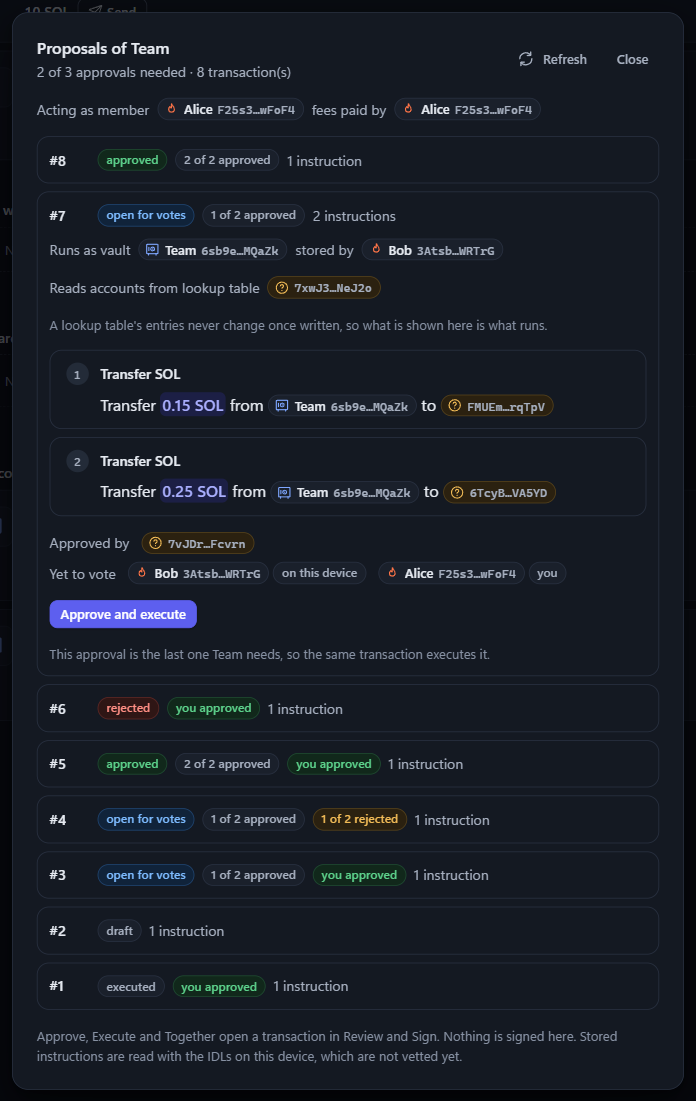 10 SOL Send
Proposals of Team
2 of 3 approvals needed · 8 transaction(s)
Refresh Close
Acting as member Alice F25s3…wFoF4 fees paid by Alice F25s3…wFoF4
#8 approved 2 of 2 approved 1 instruction
#7 open for votes 1 of 2 approved 2 instructions
Runs as vault Team 6sb9e…MQaZk stored by Bob 3Atsb…WRTrG
Reads accounts from lookup table 7xwJ3…NeJ2o
A lookup table's entries never change once written, so what is shown here is what runs.
1 Transfer SOL
Transfer 0.15 SOL from Team 6sb9e…MQaZk to FMUEm…rqTpV
2 Transfer SOL
Transfer 0.25 SOL from Team 6sb9e…MQaZk to 6TcyB…VA5YD
Approved by 7vJDr…Fcvrn
Yet to vote Bob 3Atsb…WRTrG on this device Alice F25s3…wFoF4 you
Approve and execute
This approval is the last one Team needs, so the same transaction executes it.
#6 rejected you approved 1 instruction
#5 approved 2 of 2 approved you approved 1 instruction
#4 open for votes 1 of 2 approved 1 of 2 rejected 1 instruction
#3 open for votes 1 of 2 approved you approved 1 instruction
#2 draft 1 instruction
#1 executed you approved 1 instruction
Approve, Execute and Together open a transaction in Review and Sign. Nothing is signed here. Stored
instructions are read with the IDLs on this device, which are not vetted yet.